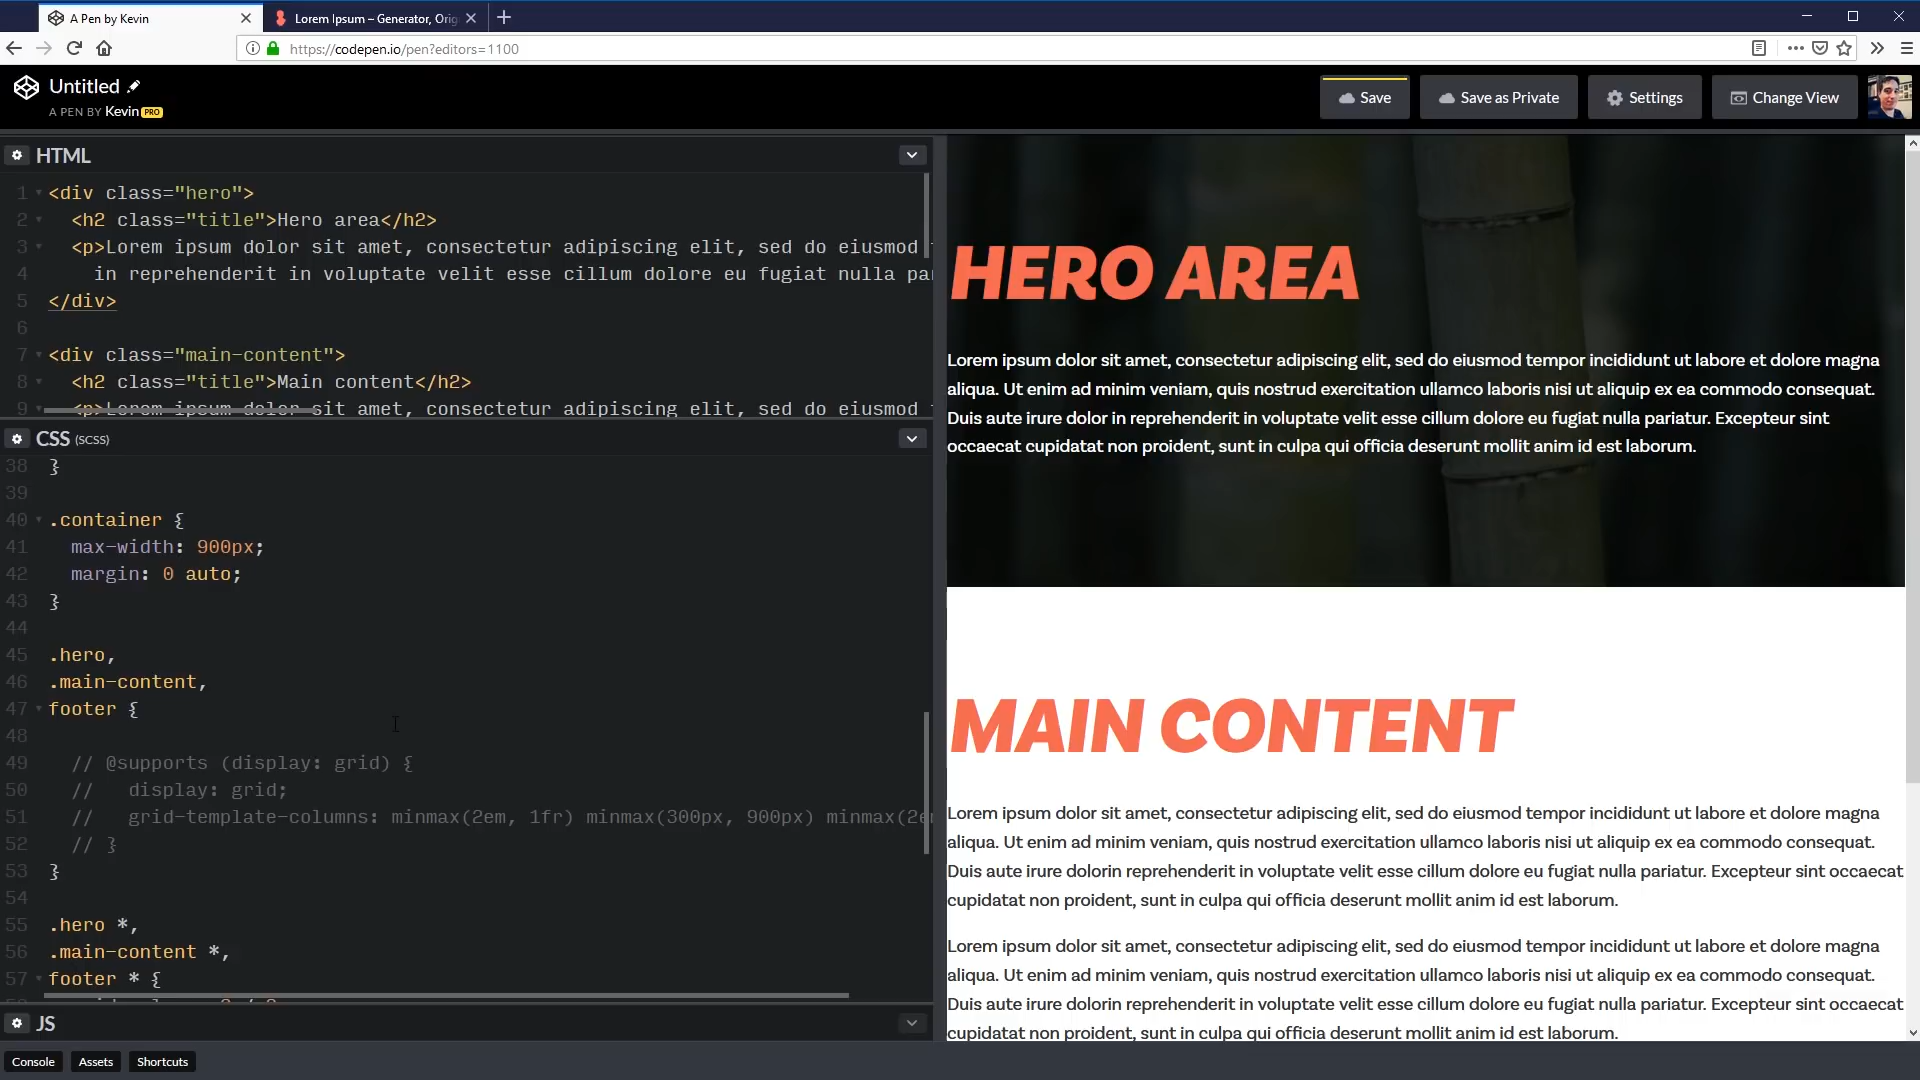 A Pen by Kevin
Lorem Ipsum – Generator, Orig
https://codepen.io/pen?editors=1100
Untitled
A PEN BY Kevin PRO
Save
Save as Private
Settings
Change View
HTML
1 <div class="hero">
2 <h2 class="title">Hero area</h2>
3 <p>Lorem ipsum dolor sit amet, consectetur adipiscing elit, sed do eiusmod
4 in reprehenderit in voluptate velit esse cillum dolore eu fugiat nulla pa
5 </div>
6
7 <div class="main-content">
8 <h2 class="title">Main content</h2>
9 <p>Lorem ipsum dolor sit amet, consectetur adipiscing elit, sed do eiusmod
CSS (SCSS)
38 }
39
40 .container {
41 max-width: 900px;
42 margin: 0 auto;
43 }
44
45 .hero,
46 .main-content,
47 footer {
48
49 // @supports (display: grid) {
50 // display: grid;
51 // grid-template-columns: minmax(2em, 1fr) minmax(300px, 900px) minmax(2e
52 // }
53 }
54
55 .hero *,
56 .main-content *,
57 footer * {
JS
Console
Assets
Shortcuts
HERO AREA
Lorem ipsum dolor sit amet, consectetur adipiscing elit, sed do eiusmod tempor incididunt ut labore et dolore magna
aliqua. Ut enim ad minim veniam, quis nostrud exercitation ullamco laboris nisi ut aliquip ex ea commodo consequat.
Duis aute irure dolor in reprehenderit in voluptate velit esse cillum dolore eu fugiat nulla pariatur. Excepteur sint
occaecat cupidatat non proident, sunt in culpa qui officia deserunt mollit anim id est laborum.
MAIN CONTENT
Lorem ipsum dolor sit amet, consectetur adipiscing elit, sed do eiusmod tempor incididunt ut labore et dolore magna
aliqua. Ut enim ad minim veniam, quis nostrud exercitation ullamco laboris nisi ut aliquip ex ea commodo consequat.
Duis aute irure dolorin reprehenderit in voluptate velit esse cillum dolore eu fugiat nulla pariatur. Excepteur sint occaecat
cupidatat non proident, sunt in culpa qui officia deserunt mollit anim id est laborum.
Lorem ipsum dolor sit amet, consectetur adipiscing elit, sed do eiusmod tempor incididunt ut labore et dolore magna
aliqua. Ut enim ad minim veniam, quis nostrud exercitation ullamco laboris nisi ut aliquip ex ea commodo consequat.
Duis aute irure dolorin reprehenderit in voluptate velit esse cillum dolore eu fugiat nulla pariatur. Excepteur sint occaecat
cupidatat non proident, sunt in culpa qui officia deserunt mollit anim id est laborum.